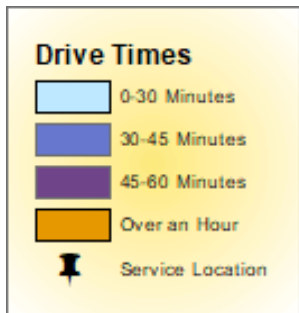 Drive Times
0-30 Minutes
30-45 Minutes
45-60 Minutes
Over an Hour
Service Location